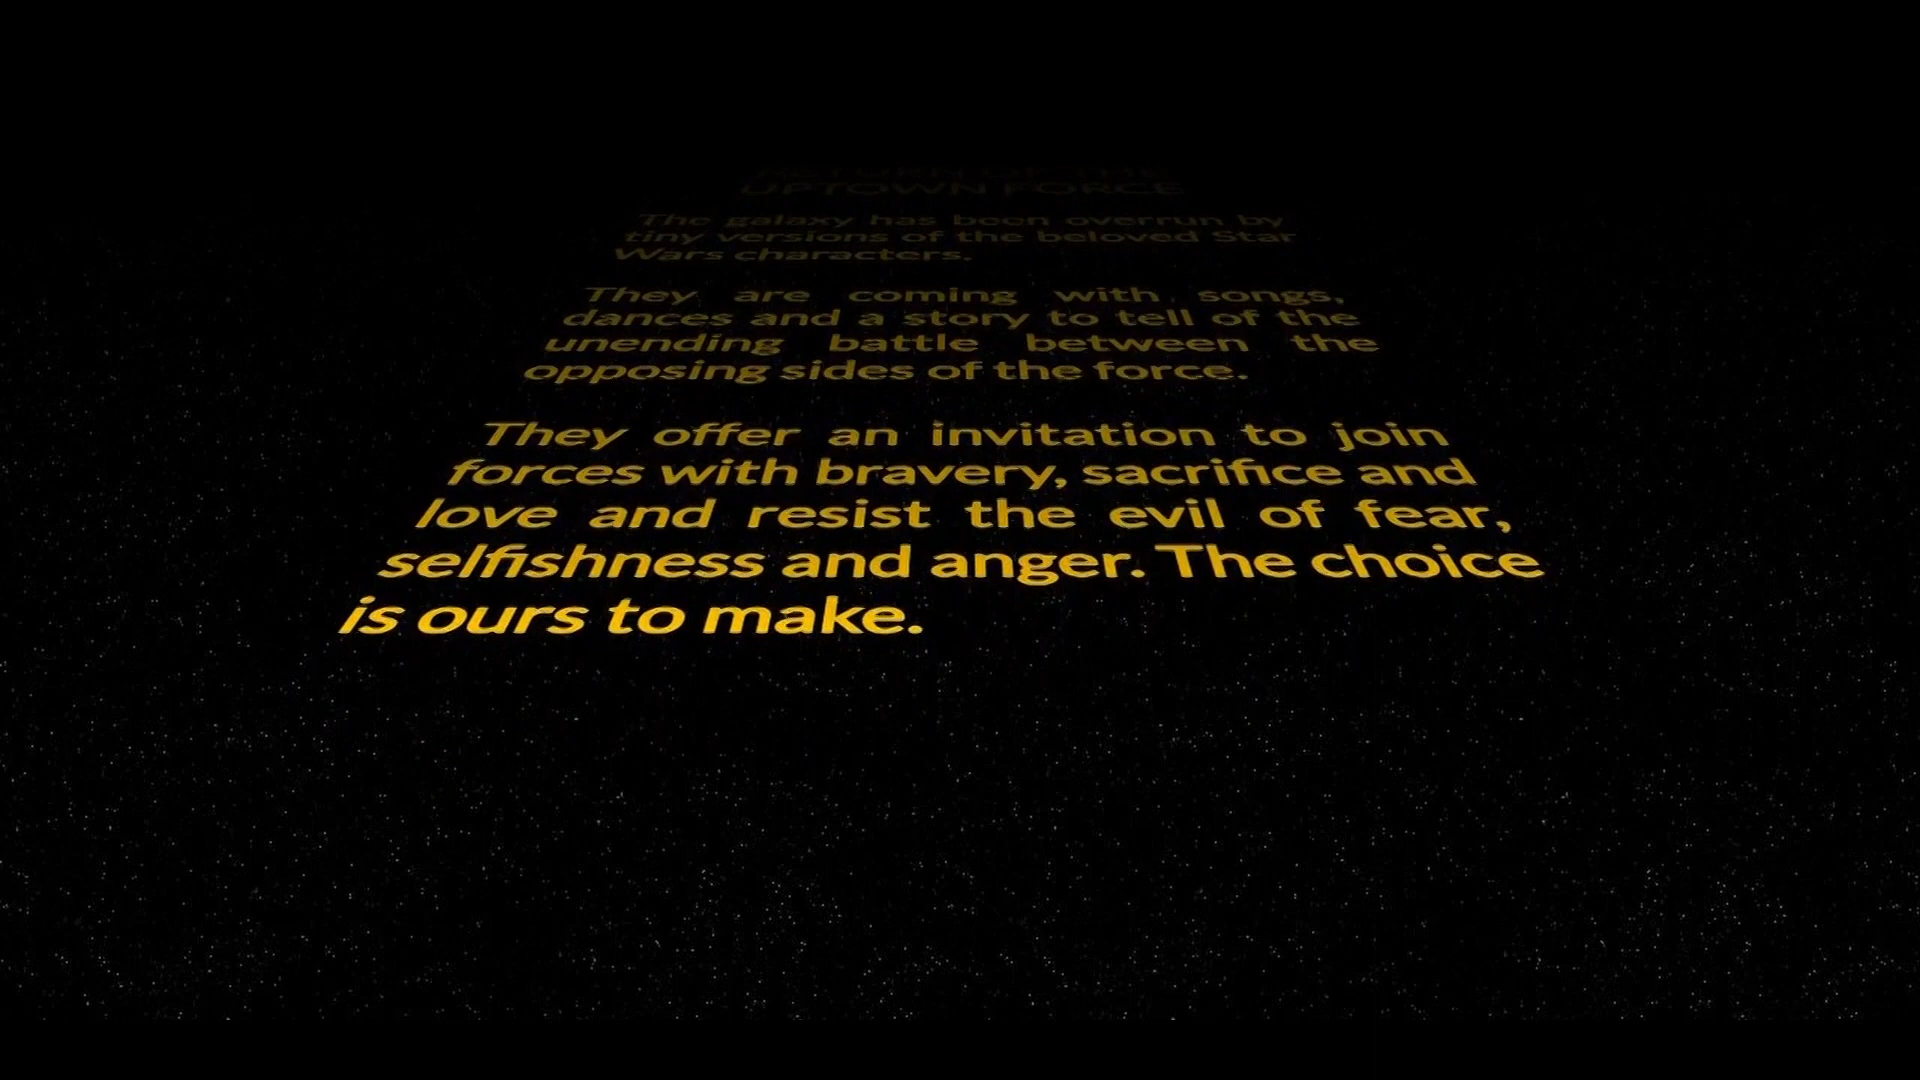 RETURN OF THE
UPTOWN FORCE
The galaxy has been overrun by
tiny versions of the beloved Star
Wars characters.
They are coming with songs,
dances and a story to tell of the
unending battle between the
opposing sides of the force.
They offer an invitation to join
forces with bravery, sacrifice and
love and resist the evil of fear,
selfishness and anger. The choice
is ours to make.